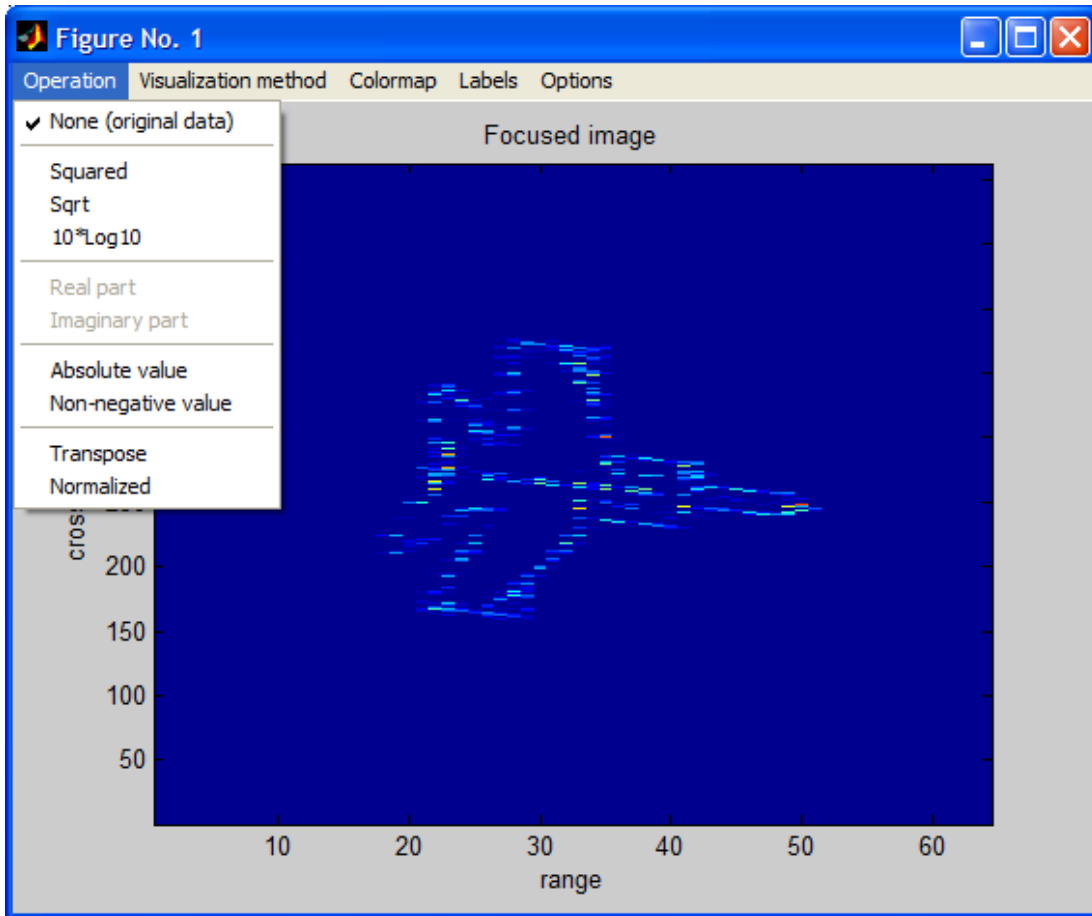 Figure No. 1
Operation Visualization method Colormap Labels Options
None (original data)
Squared
Sqrt
10*Log10
Real part
Imaginary part
Absolute value
Non-negative value
Transpose
Normalized
Focused image
200
150
100
50
10 20 30 40 50 60
range